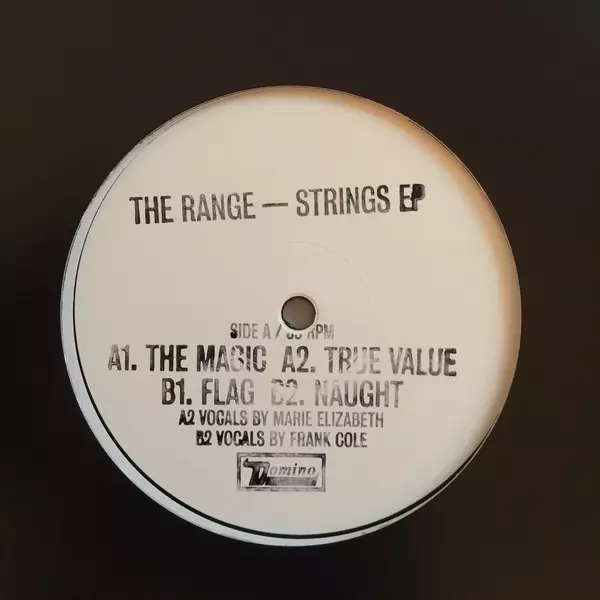 THE RANGE — STRINGS EP
SIDE A / RPM
A1. THE MAGIC A2. TRUE VALUE
B1. FLAG B2. NAUGHT
A2 VOCALS BY MARIE ELIZABETH
B2 VOCALS BY FRANK COLE
Domino